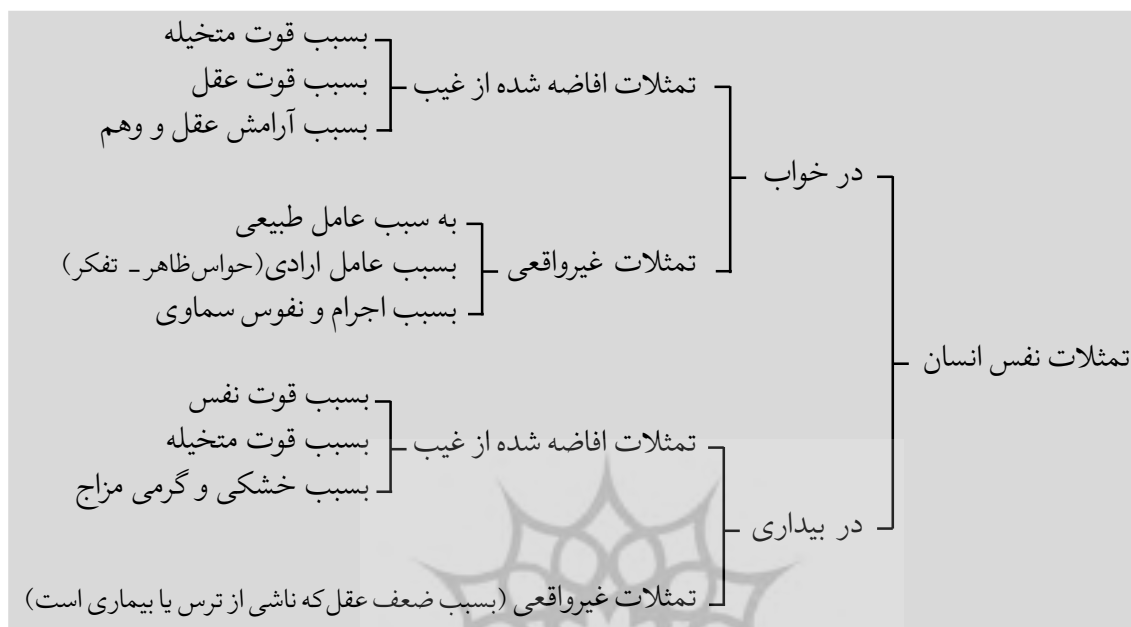 بسبب قوت متخیله
تمثلات افاضه شده از غیب
بسبب قوت عقل
بسبب آرامش عقل و وهم
در خواب
به سبب عامل طبیعی
تمثلات غیرواقعی
بسبب عامل ارادی(حواس‌ظاهر - تفکر)
بسبب اجرام و نفوس سماوی
تمثلات نفس انسان
بسبب قوت نفس
تمثلات افاضه شده از غیب
بسبب قوت متخیله
بسبب خشکی و گرمی مزاج
در بیداری
تمثلات غیرواقعی (بسبب ضعف عقل‌که ناشی از ترس یا بیماری است)